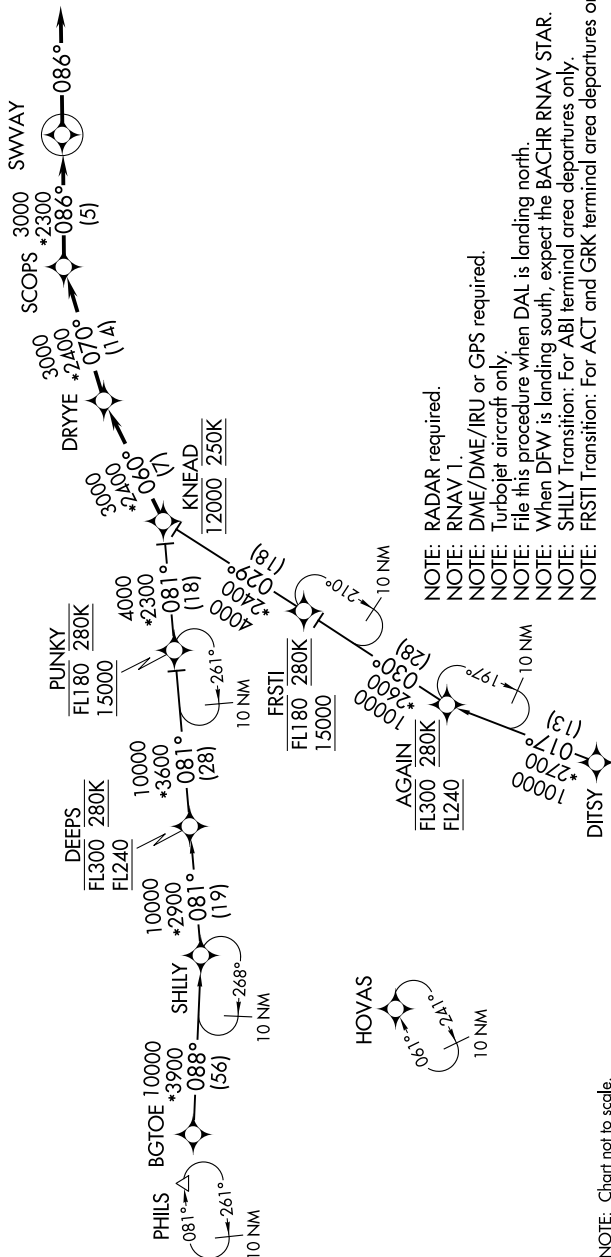 PHILS
081°
261°
10 NM
BGTOE
10000
*3900
088°
(56)
SHLLY
268°
10 NM
10000
*2900
081°
(19)
DEEPS
FL300 280K
FL240
10000
*3600
081°
(28)
PUNKY
FL180 280K
15000
261°
10 NM
4000
*2300
081°
(18)
KNEAD
12000 250K
3000
*2400
060°
(7)
DRYYE
3000
*2400
070°
(14)
SCOPS
3000
*2300
086°
(5)
SWVAY
086°
4000
*2400
029°
(18)
FRSTI
FL180 280K
15000
210°
10 NM
10000
*2600
030°
(28)
AGAIN
FL300 280K
FL240
197°
10 NM
10000
*2700
017°
(13)
DITSY
HOVAS
061°
241°
10 NM
NOTE: RADAR required.
NOTE: RNAV 1.
NOTE: DME/DME/IRU or GPS required.
NOTE: Turbojet aircraft only.
NOTE: File this procedure when DAL is landing north.
NOTE: When DFW is landing south, expect the BACHR RNAV STAR.
NOTE: SHLLY Transition: For ABI terminal area departures only.
NOTE: FRSTI Transition: For ACT and GRK terminal area departures
NOTE: Chart not to scale.